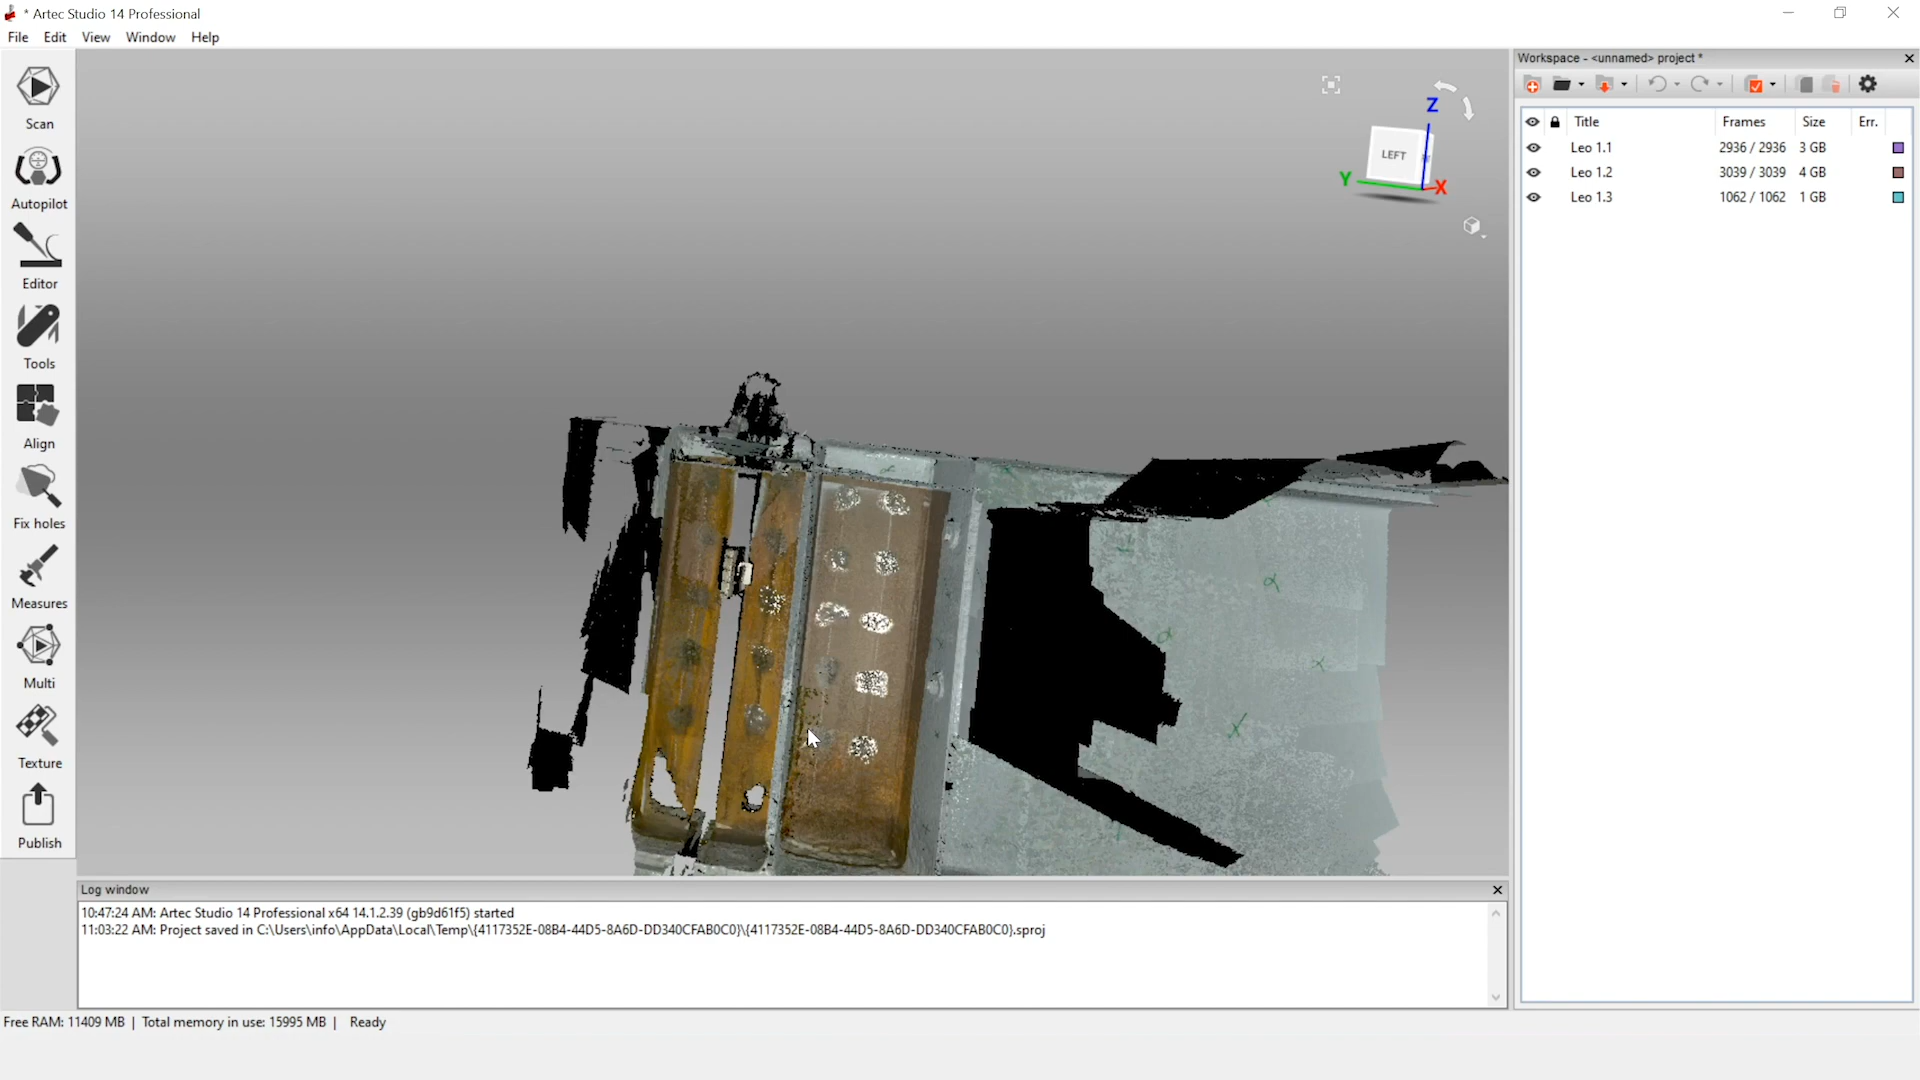 * Artec Studio 14 Professional
File Edit View Window Help
Scan
Autopilot
Editor
Tools
Align
Fix holes
Measures
Multi
Texture
Publish
Z
LEFT
Y
X
Workspace - <unnamed> project *
Title Frames Size Err.
Leo 1.1 2936 / 2936 3 GB
Leo 1.2 3039 / 3039 4 GB
Leo 1.3 1062 / 1062 1 GB
Log window
10:47:24 AM: Artec Studio 14 Professional x64 14.1.2.39 (gb9d61f5) started
11:03:22 AM: Project saved in C:\Users\info\AppData\Local\Temp\{4117352E-08B4-44D5-8A6D-DD340CFAB0C0}\{4117352E-08B4-44D5-8A6D-DD340CFAB0C0}.sproj
Free RAM: 11409 MB | Total memory in use: 15995 MB | Ready